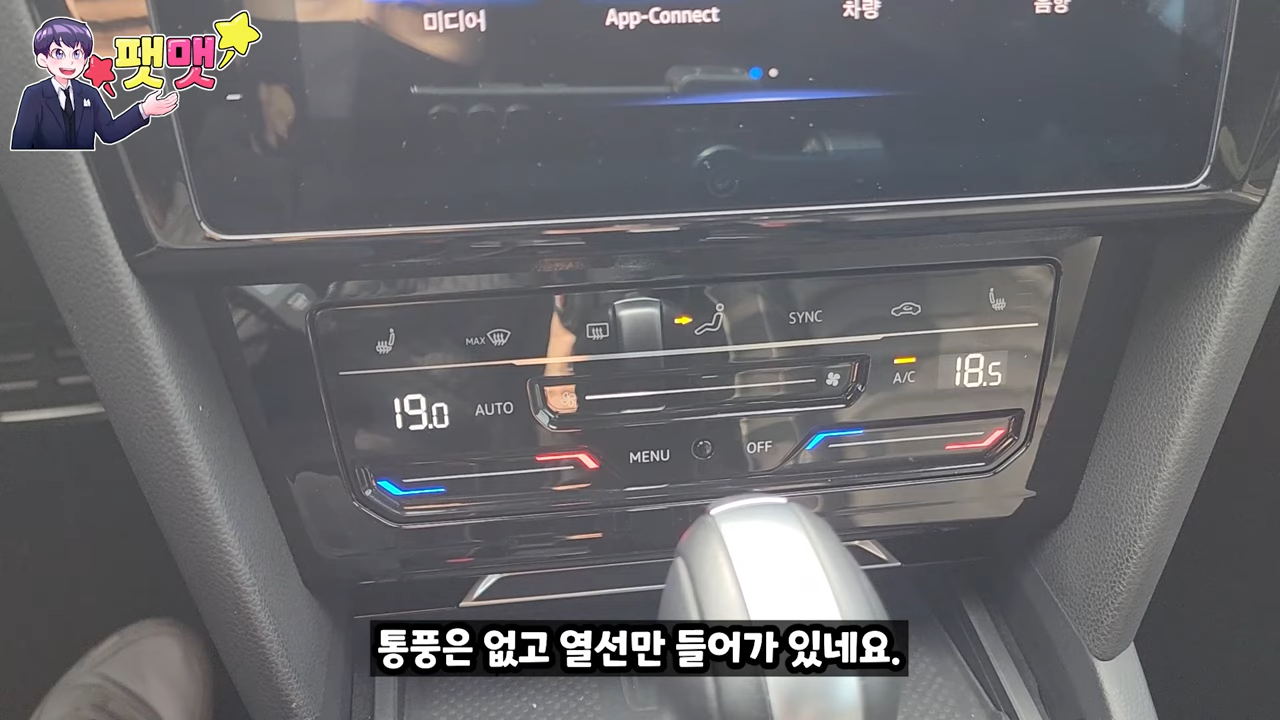 팻맷
미디어
App-Connect
차량
음향
MAX
SYNC
19.0
AUTO
A/C
18.5
MENU
OFF
통풍은 없고 열선만 들어가 있네요.